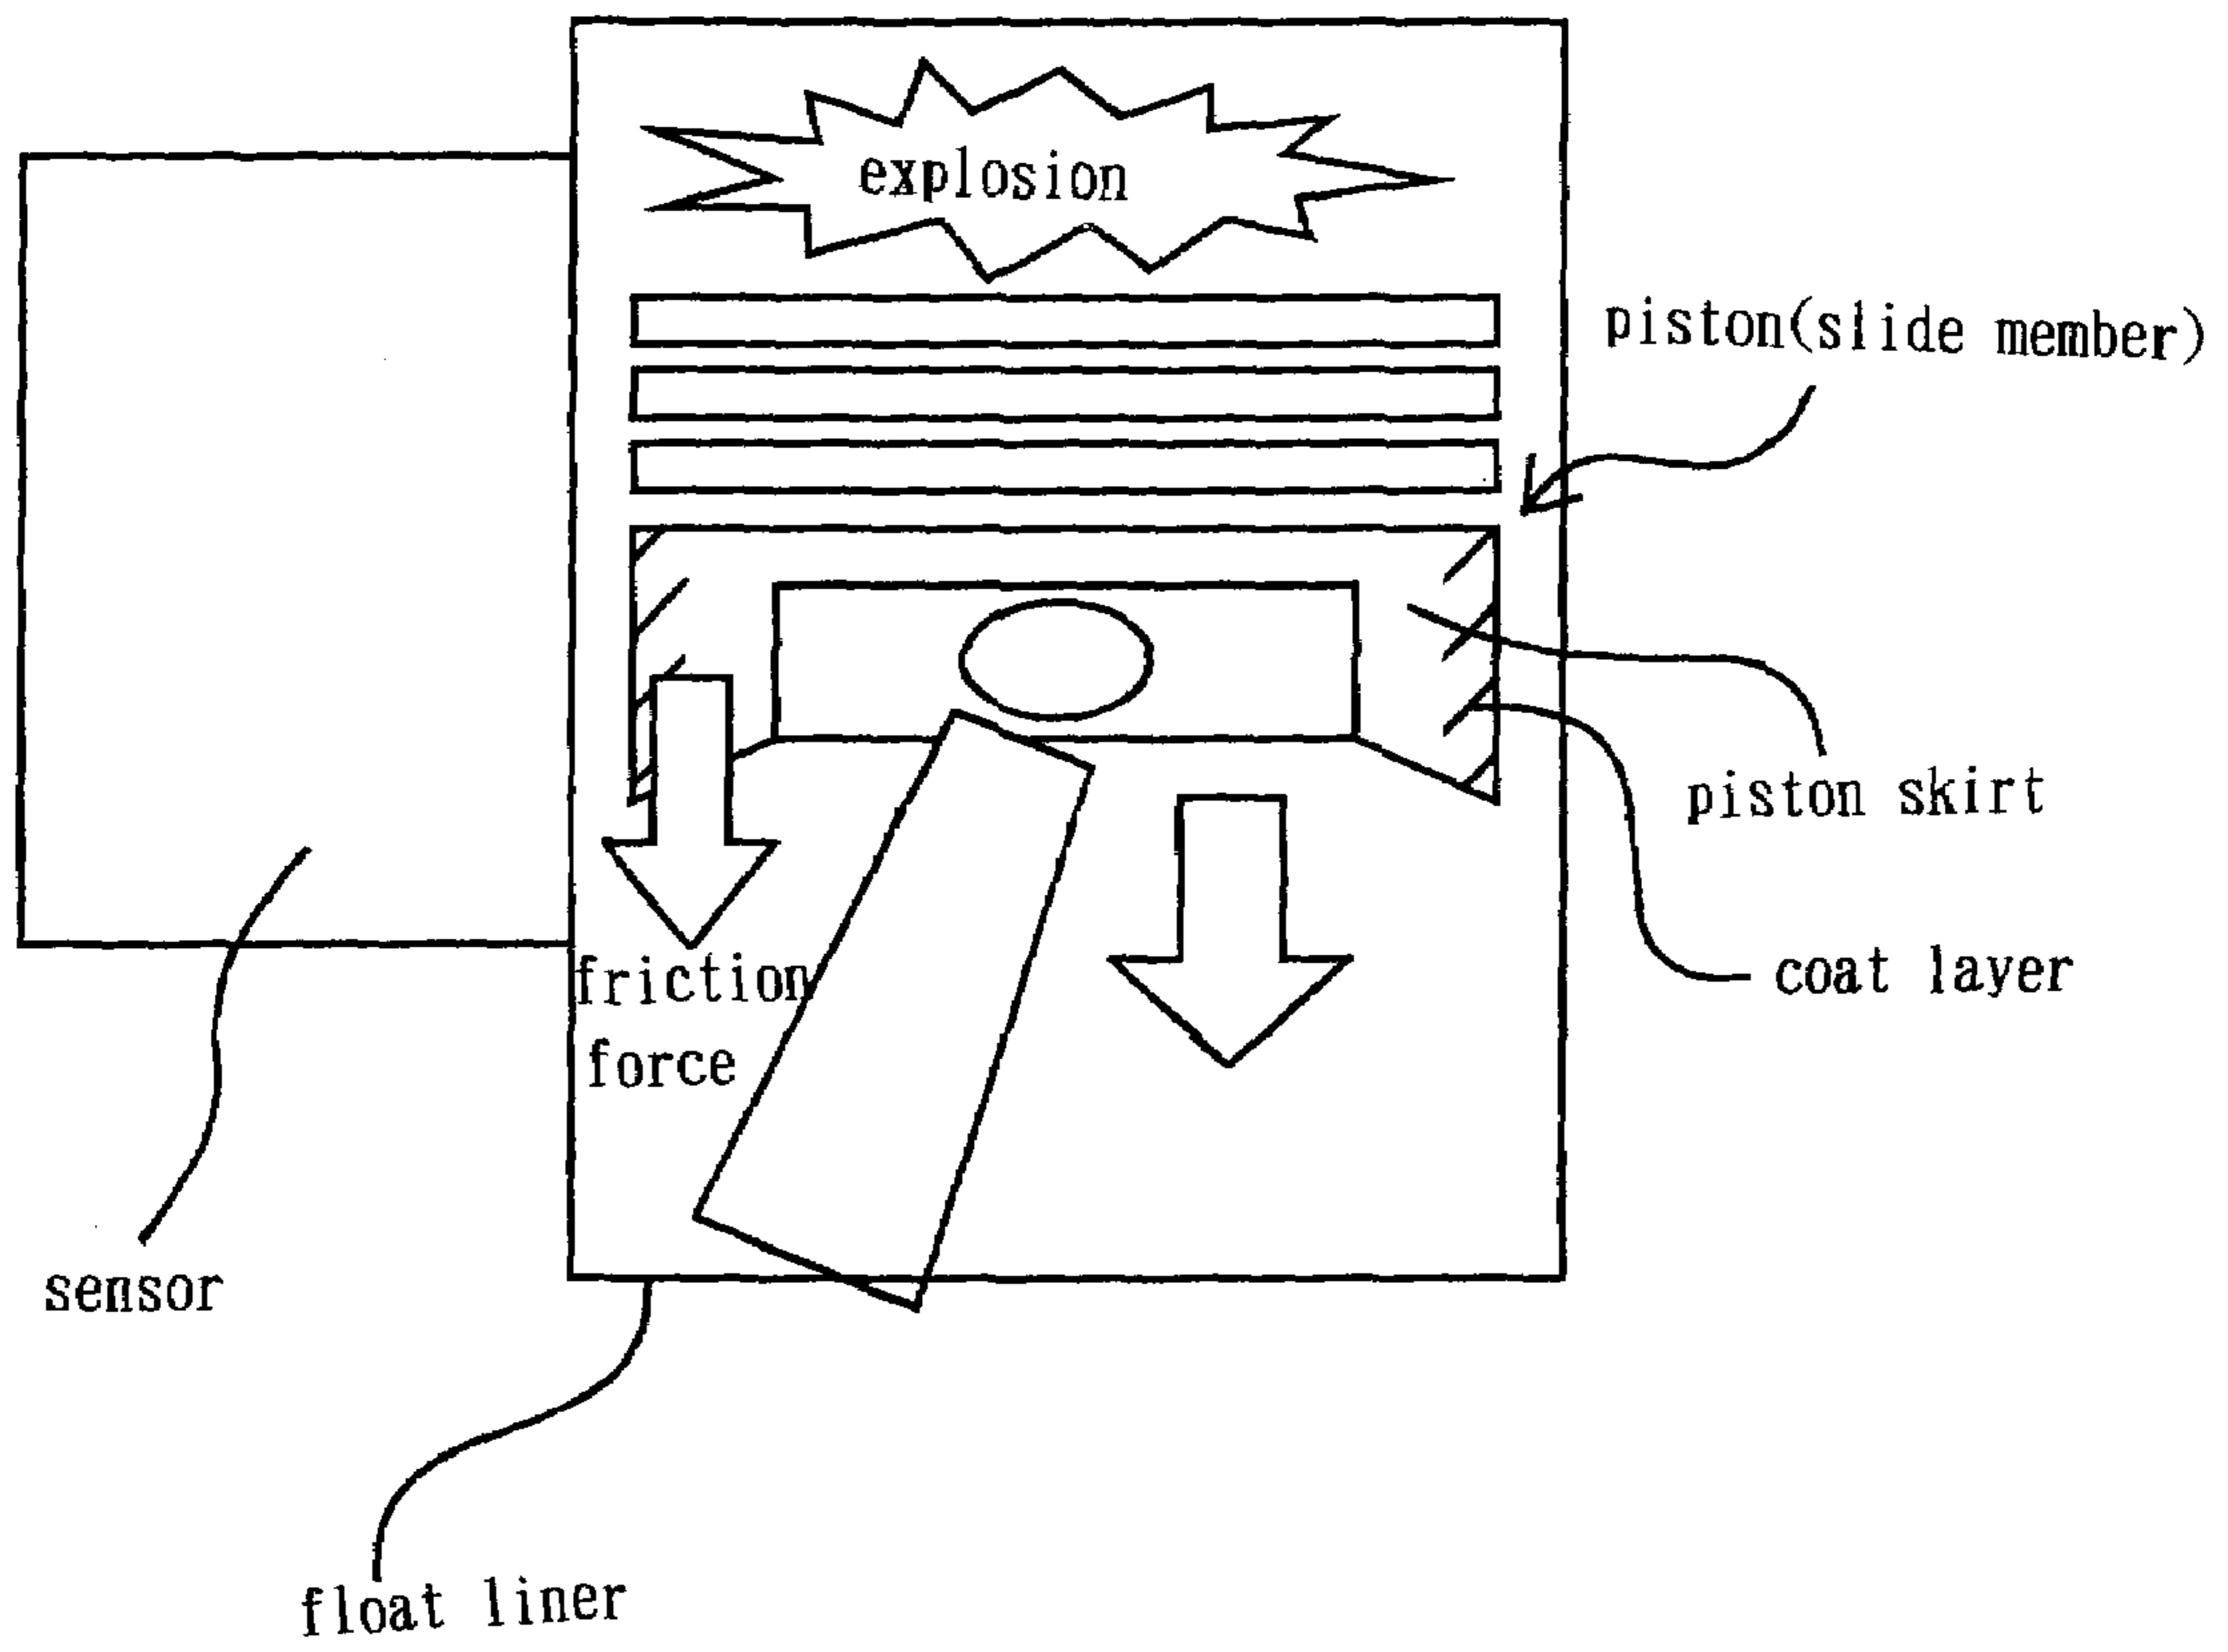 explosion
piston(slide member)
piston skirt
coat layer
friction
force
sensor
float liner